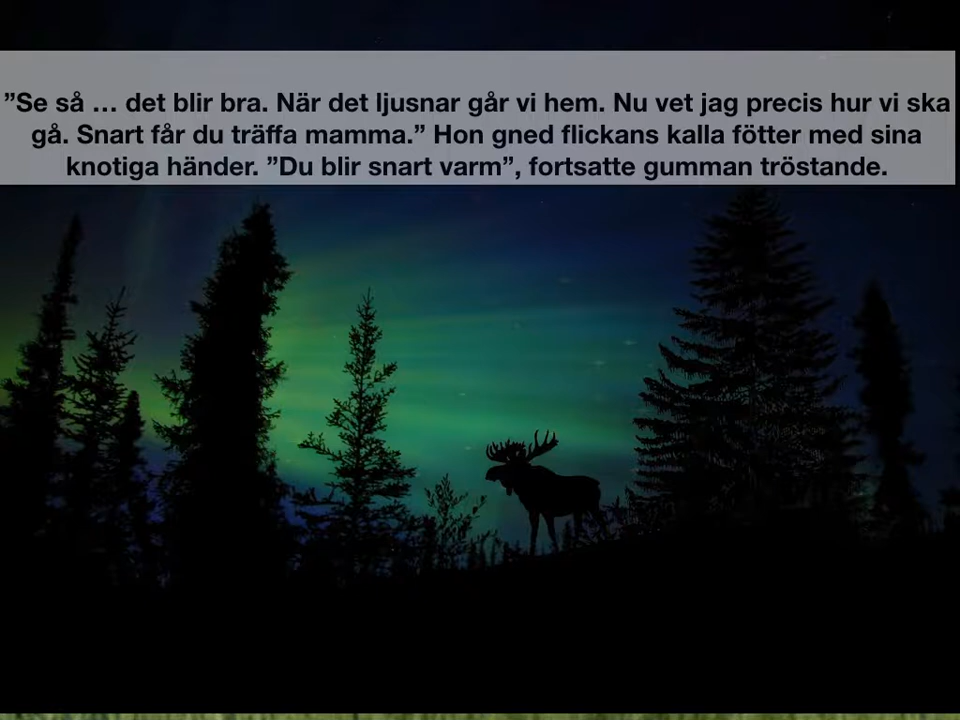 ”Se så … det blir bra. När det ljusnar går vi hem. Nu vet jag precis hur vi ska
gå. Snart får du träffa mamma.” Hon gned flickans kalla fötter med sina
knotiga händer. ”Du blir snart varm”, fortsatte gumman tröstande.